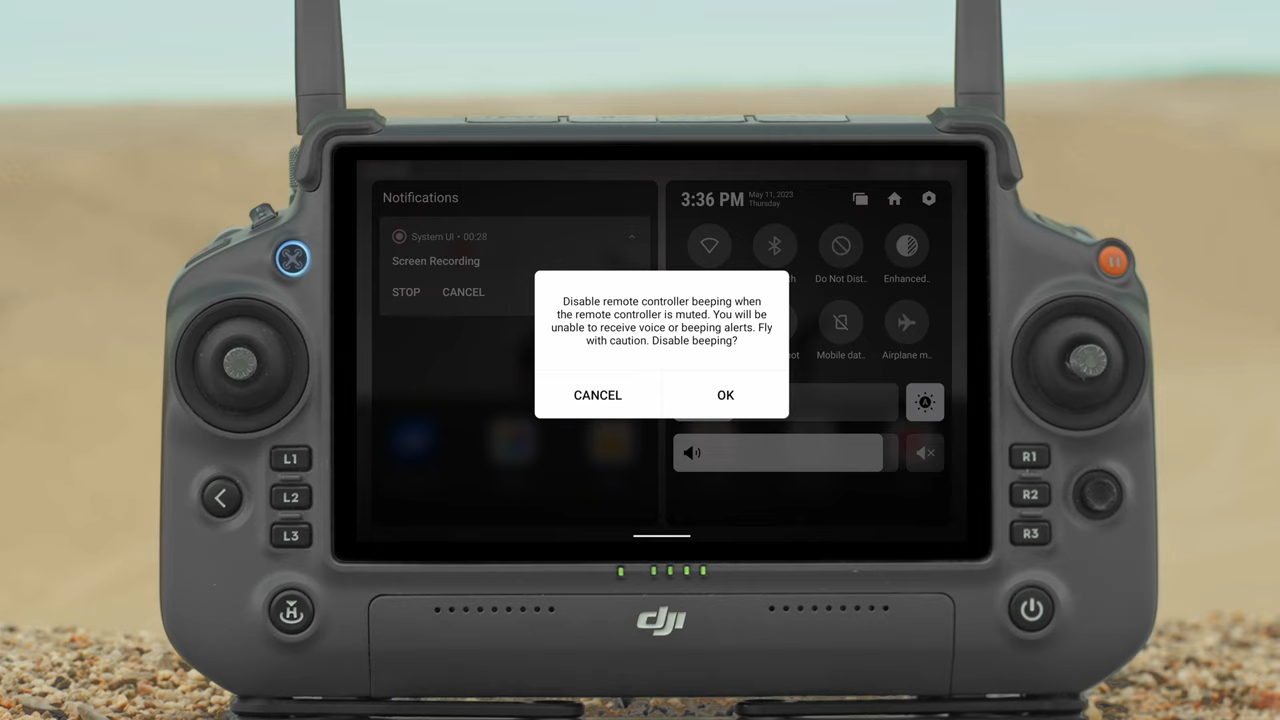 Notifications
System UI • 00:28
Screen Recording
STOP CANCEL
3:36 PM
May 11, 2023
Thursday
Do Not Dist..
Enhanced..
Mobile dat..
Airplane m..
Disable remote controller beeping when
the remote controller is muted. You will be
unable to receive voice or beeping alerts. Fly
with caution. Disable beeping?
CANCEL OK
A
L1
L2
L3
R1
R2
R3
H
dji